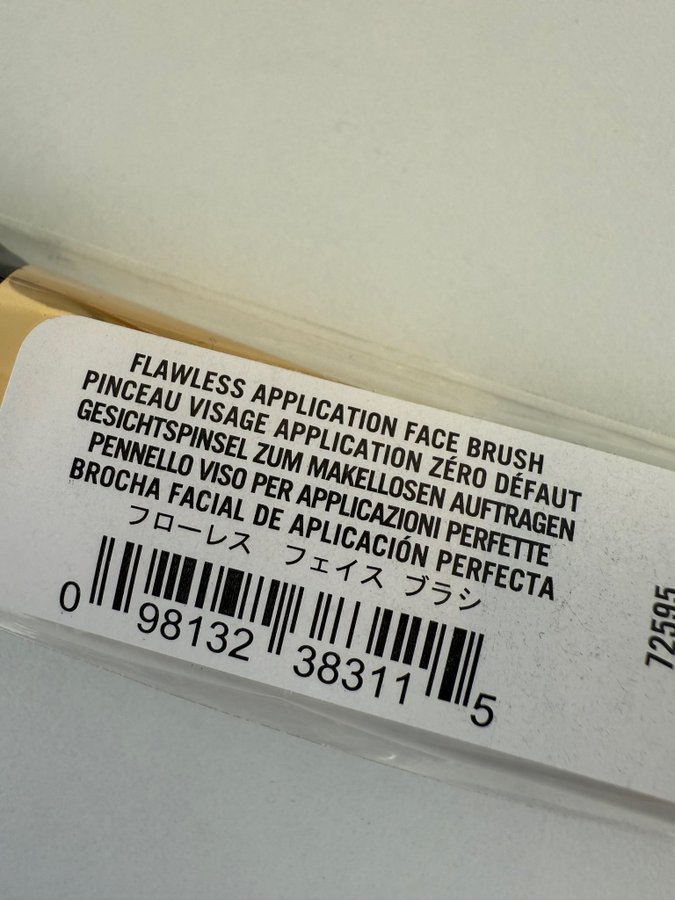 FLAWLESS APPLICATION FACE BRUSH
PINCEAU VISAGE APPLICATION ZÉRO DÉFAUT
GESICHTSPINSEL ZUM MAKELLOSEN AUFTRAGEN
PENNELLO VISO PER APPLICAZIONI PERFETTE
BROCHA FACIAL DE APLICACIÓN PERFECTA
フローレス　フェイス ブラシ
0 98132 38311 5
72595